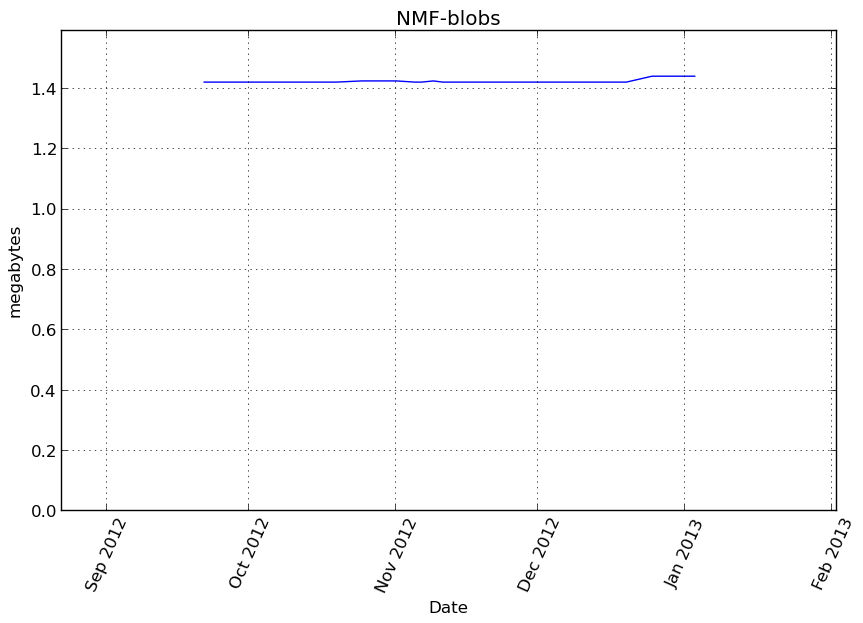 NMF-blobs
megabytes
1.4
1.2
1.0
0.8
0.6
0.4
0.2
0.0
Sep 2012
Oct 2012
Nov 2012
Dec 2012
Jan 2013
Feb 2013
Date